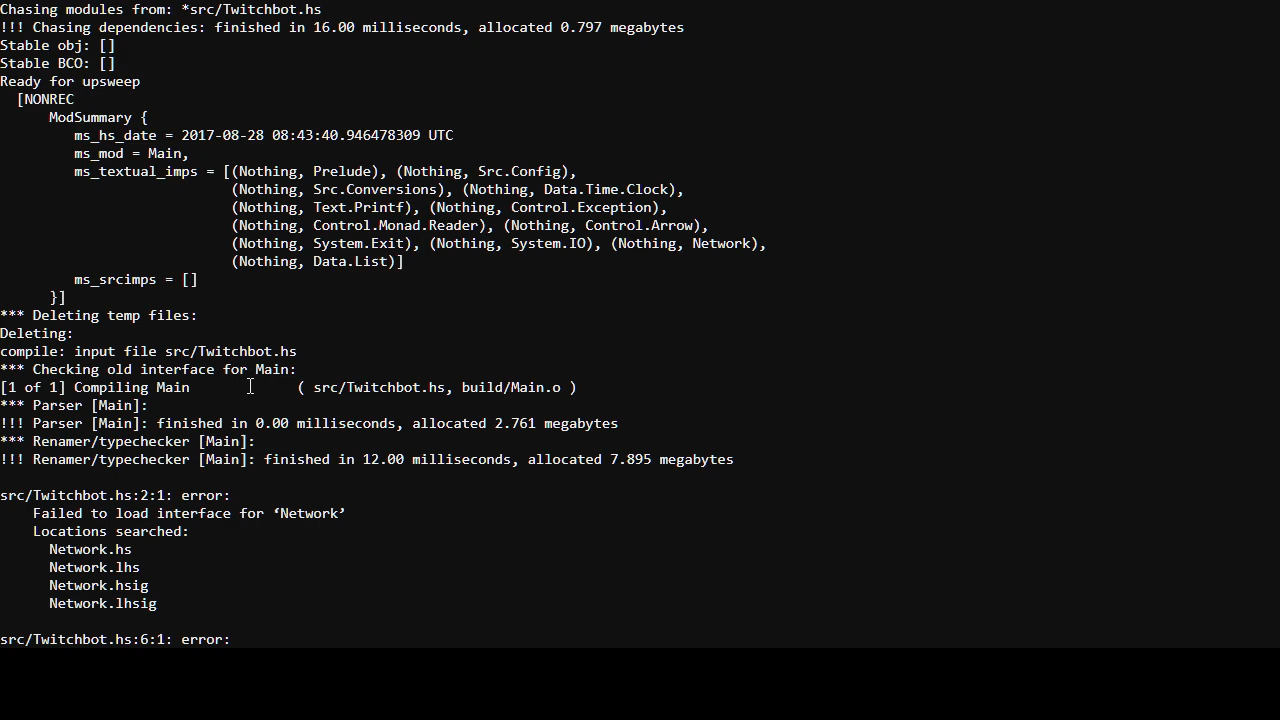 Chasing modules from: *src/Twitchbot.hs
!!! Chasing dependencies: finished in 16.00 milliseconds, allocated 0.797 megabytes
Stable obj: []
Stable BCO: []
Ready for upsweep
  [NONREC
      ModSummary {
         ms_hs_date = 2017-08-28 08:43:40.946478309 UTC
         ms_mod = Main,
         ms_textual_imps = [(Nothing, Prelude), (Nothing, Src.Config),
                            (Nothing, Src.Conversions), (Nothing, Data.Time.Clock),
                            (Nothing, Text.Printf), (Nothing, Control.Exception),
                            (Nothing, Control.Monad.Reader), (Nothing, Control.Arrow),
                            (Nothing, System.Exit), (Nothing, System.IO), (Nothing, Network),
                            (Nothing, Data.List)]
         ms_srcimps = []
      }]
*** Deleting temp files:
Deleting:
compile: input file src/Twitchbot.hs
*** Checking old interface for Main:
[1 of 1] Compiling Main             ( src/Twitchbot.hs, build/Main.o )
*** Parser [Main]:
!!! Parser [Main]: finished in 0.00 milliseconds, allocated 2.761 megabytes
*** Renamer/typechecker [Main]:
!!! Renamer/typechecker [Main]: finished in 12.00 milliseconds, allocated 7.895 megabytes

src/Twitchbot.hs:2:1: error:
    Failed to load interface for ‘Network’
    Locations searched:
      Network.hs
      Network.lhs
      Network.hsig
      Network.lhsig

src/Twitchbot.hs:6:1: error: